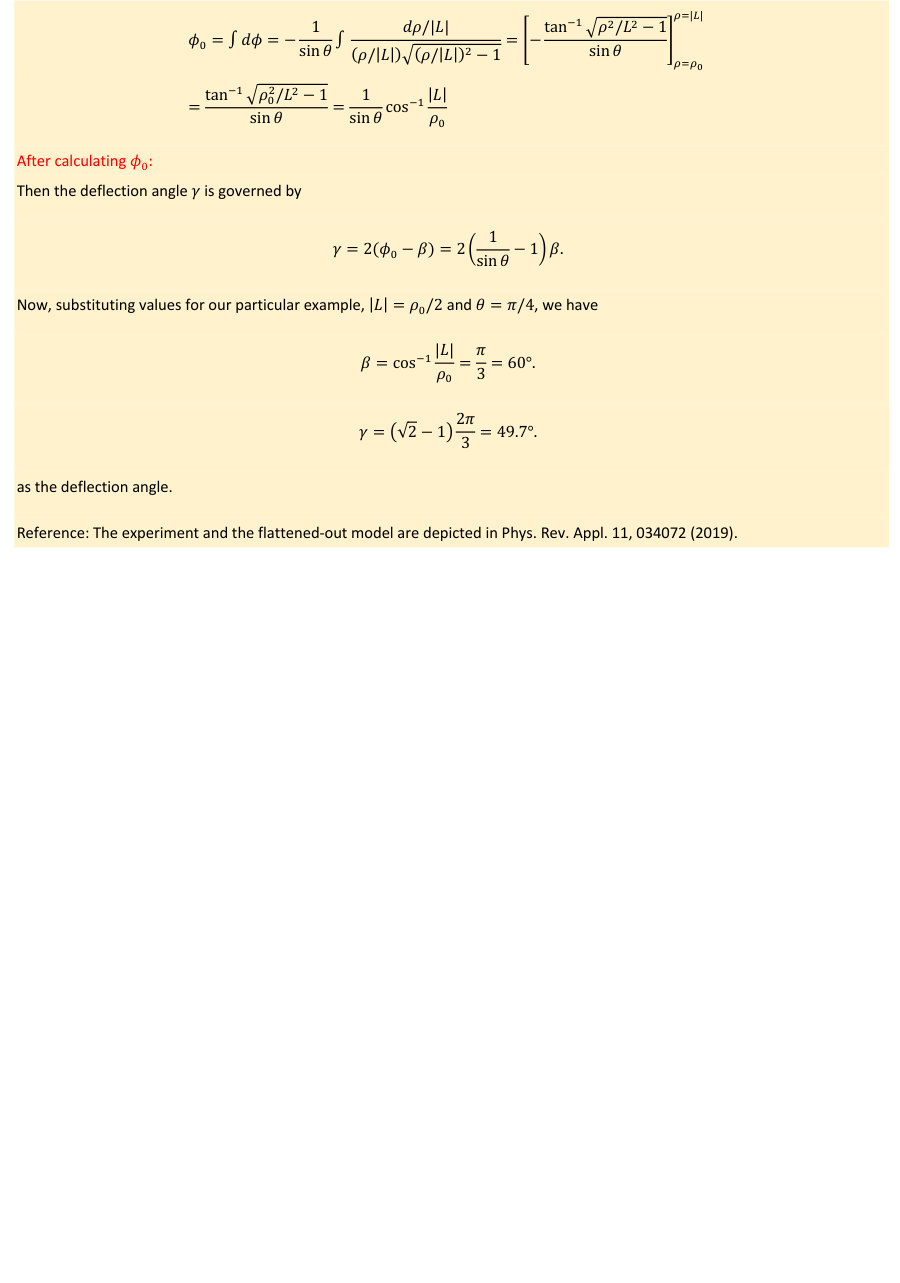 ϕ₀ = ∫ dϕ = − 1/sin θ ∫ (dρ/|L|) / ((ρ/|L|)√((ρ/|L|)² − 1)) = [− tan⁻¹ √(ρ²/L² − 1) / sin θ]ρ=|L| ρ=ρ₀
= tan⁻¹ √(ρ₀²/L² − 1) / sin θ = 1/sin θ cos⁻¹ |L|/ρ₀
After calculating ϕ₀:
Then the deflection angle γ is governed by
γ = 2(ϕ₀ − β) = 2(1/sin θ − 1)β.
Now, substituting values for our particular example, |L| = ρ₀/2 and θ = π/4, we have
β = cos⁻¹ |L|/ρ₀ = π/3 = 60°.
γ = (√2 − 1) 2π/3 = 49.7°.
as the deflection angle.
Reference: The experiment and the flattened-out model are depicted in Phys. Rev. Appl. 11, 034072 (2019).